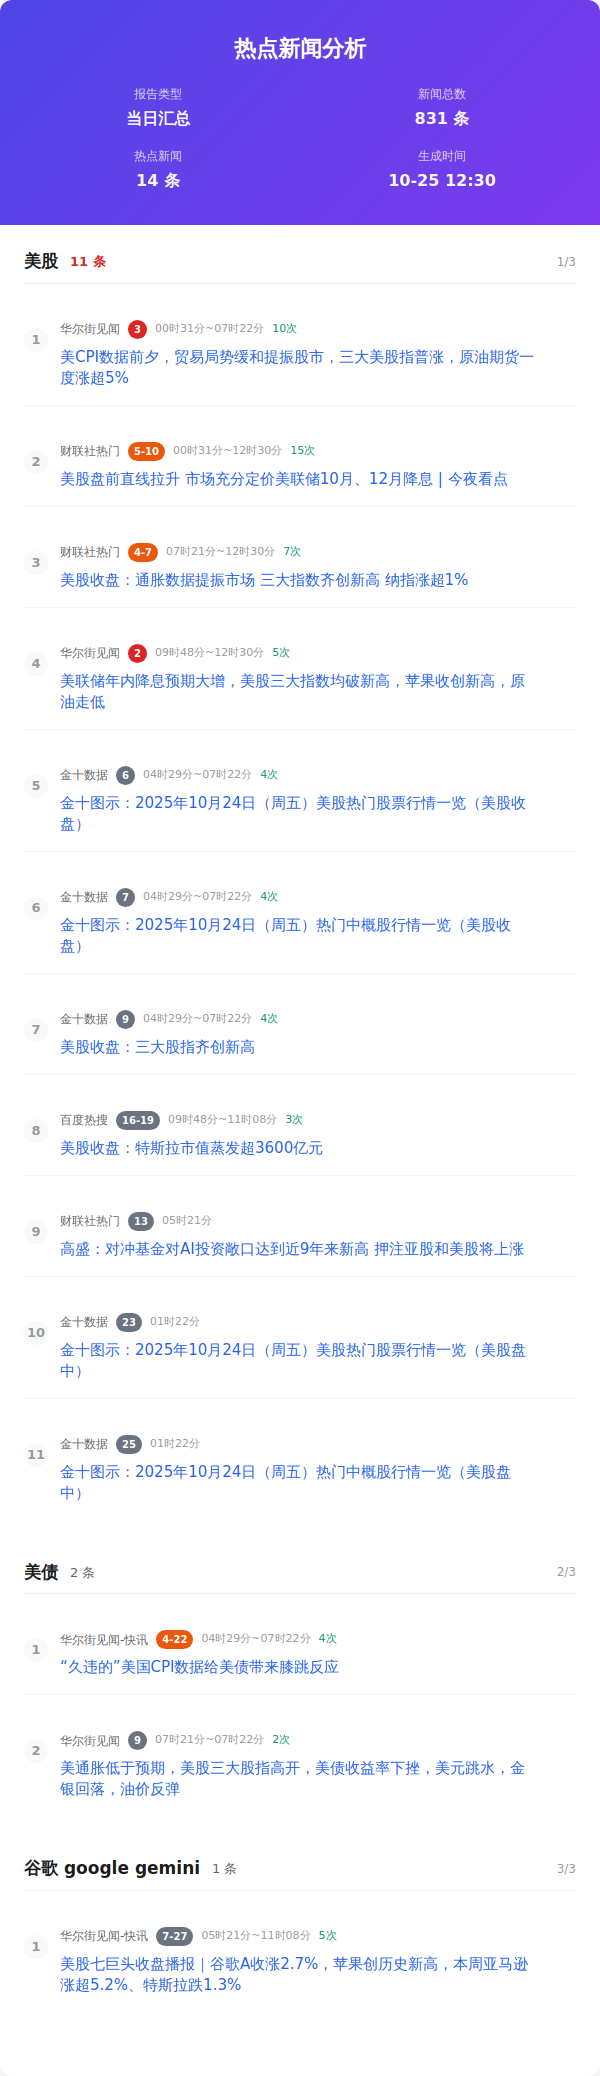 热点新闻分析
报告类型
新闻总数
当日汇总
831 条
热点新闻
生成时间
14 条
10-25 12:30
美股 11 条 1/3
1 华尔街见闻 3 00时31分~07时22分 10次
美CPI数据前夕，贸易局势缓和提振股市，三大美股指普涨，原油期货一
度涨超5%
2 财联社热门 5-10 00时31分~12时30分 15次
美股盘前直线拉升 市场充分定价美联储10月、12月降息 | 今夜看点
3 财联社热门 4-7 07时21分~12时30分 7次
美股收盘：通胀数据提振市场 三大指数齐创新高 纳指涨超1%
4 华尔街见闻 2 09时48分~12时30分 5次
美联储年内降息预期大增，美股三大指数均破新高，苹果收创新高，原
油走低
5 金十数据 6 04时29分~07时22分 4次
金十图示：2025年10月24日（周五）美股热门股票行情一览（美股收
盘）
6 金十数据 7 04时29分~07时22分 4次
金十图示：2025年10月24日（周五）热门中概股行情一览（美股收
盘）
7 金十数据 9 04时29分~07时22分 4次
美股收盘：三大股指齐创新高
8 百度热搜 16-19 09时48分~11时08分 3次
美股收盘：特斯拉市值蒸发超3600亿元
9 财联社热门 13 05时21分
高盛：对冲基金对AI投资敞口达到近9年来新高 押注亚股和美股将上涨
10 金十数据 23 01时22分
金十图示：2025年10月24日（周五）美股热门股票行情一览（美股盘
中）
11 金十数据 25 01时22分
金十图示：2025年10月24日（周五）热门中概股行情一览（美股盘
中）
美债 2 条 2/3
1 华尔街见闻-快讯 4-22 04时29分~07时22分 4次
“久违的”美国CPI数据给美债带来膝跳反应
2 华尔街见闻 9 07时21分~07时22分 2次
美通胀低于预期，美股三大股指高开，美债收益率下挫，美元跳水，金
银回落，油价反弹
谷歌 google gemini 1 条 3/3
1 华尔街见闻-快讯 7-27 05时21分~11时08分 5次
美股七巨头收盘播报｜谷歌A收涨2.7%，苹果创历史新高，本周亚马逊
涨超5.2%、特斯拉跌1.3%